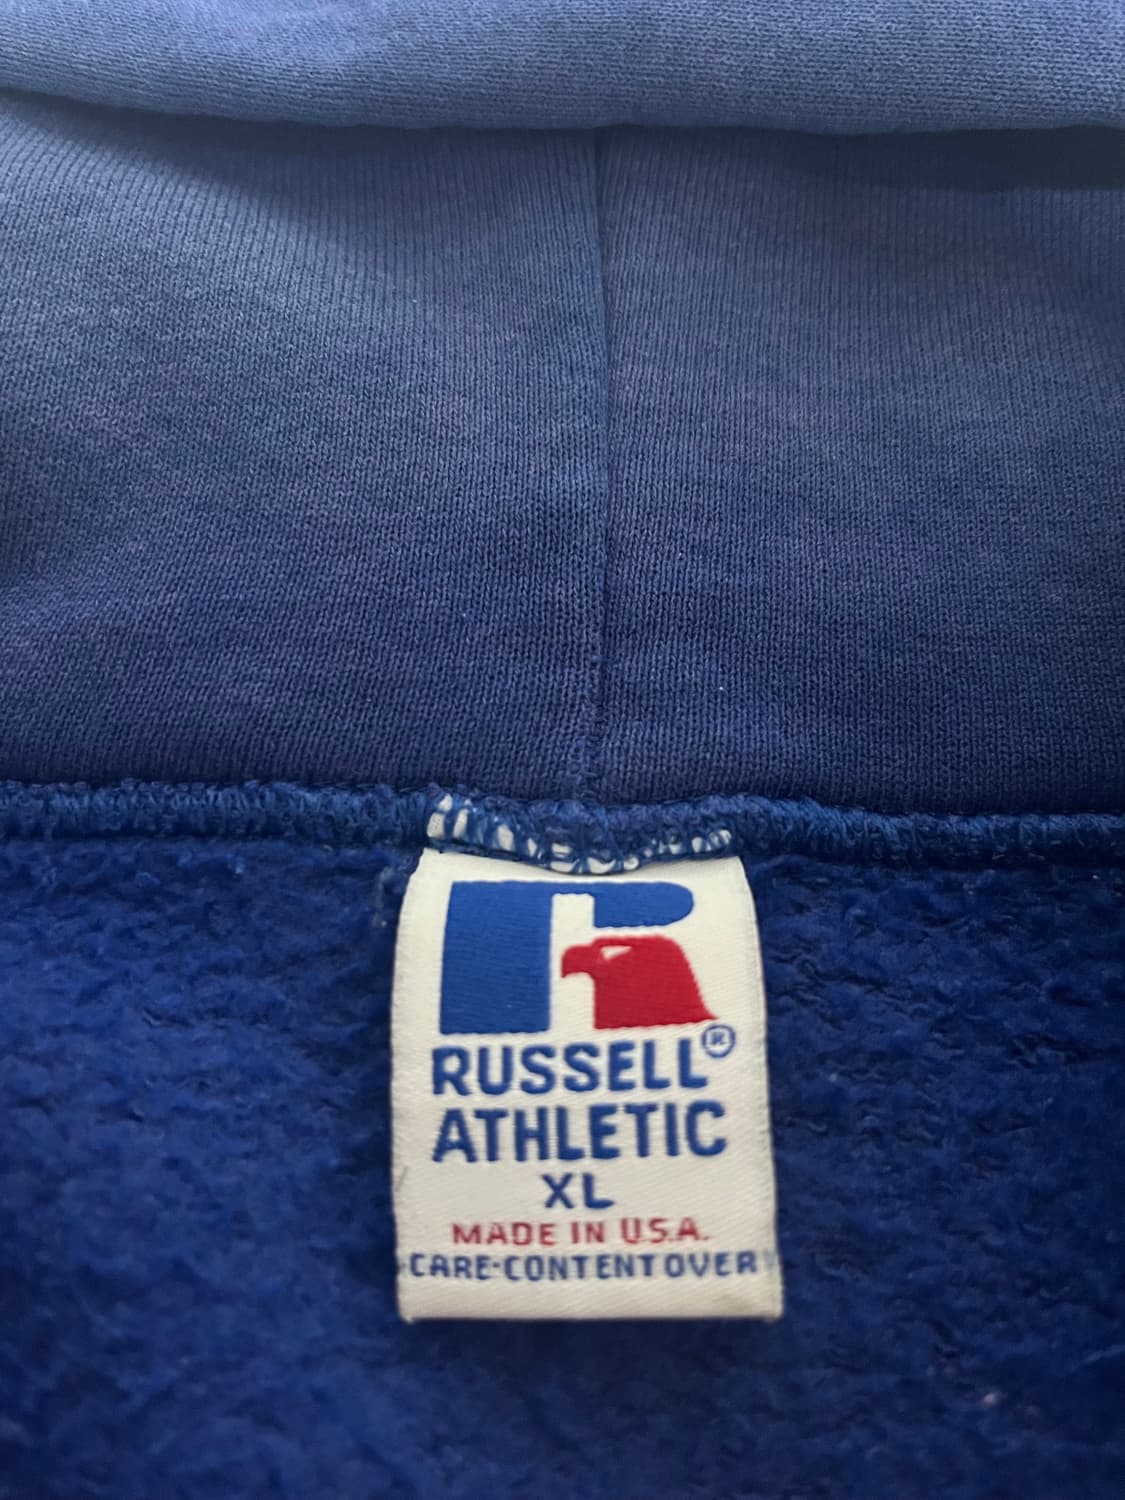 R
®
RUSSELL
ATHLETIC
XL
MADE IN U.S.A.
CARE-CONTENT OVER